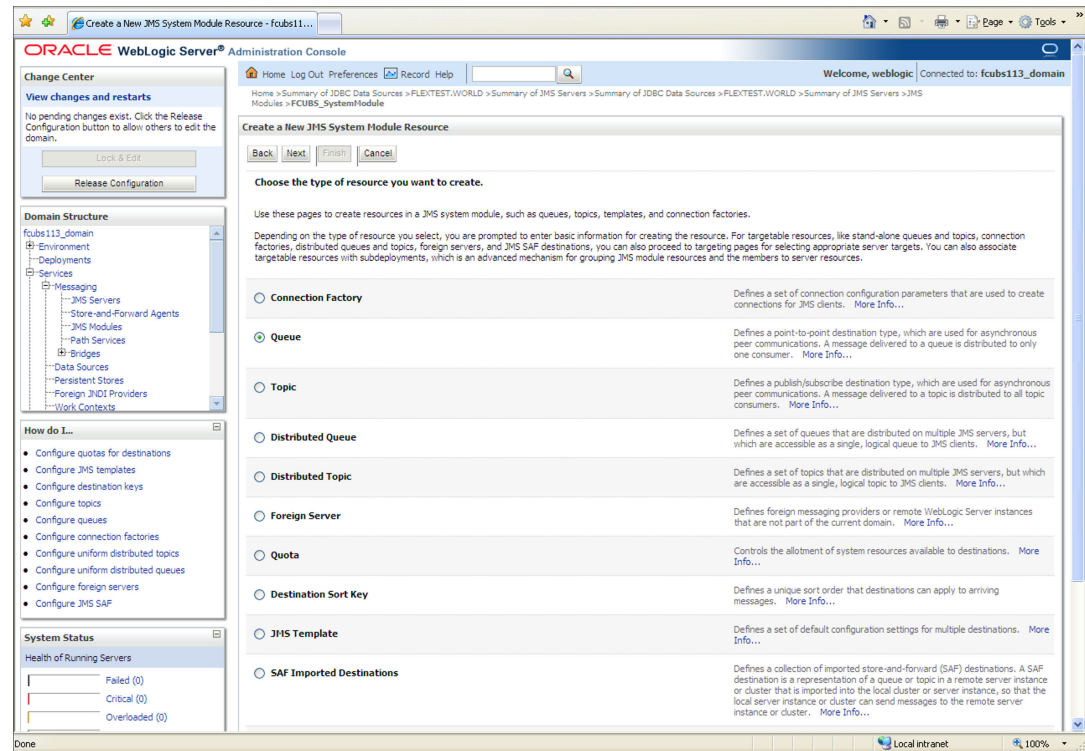 Create a New JMS System Module Resource - fcubs11...
Page
Tools
»
ORACLE WebLogic Server® Administration Console
Change Center
View changes and restarts
No pending changes exist. Click the Release
Configuration button to allow others to edit the
domain.
Lock & Edit
Release Configuration
Domain Structure
fcubs113_domain
Environment
Deployments
Services
Messaging
JMS Servers
Store-and-Forward Agents
JMS Modules
Path Services
Bridges
Data Sources
Persistent Stores
Foreign JNDI Providers
Work Contexts
How do I...
Configure quotas for destinations
Configure JMS templates
Configure destination keys
Configure topics
Configure queues
Configure connection factories
Configure uniform distributed topics
Configure uniform distributed queues
Configure foreign servers
Configure JMS SAF
System Status
Health of Running Servers
Failed (0)
Critical (0)
Overloaded (0)
Home Log Out Preferences Record Help
Welcome, weblogic Connected to: fcubs113_domain
Home >Summary of JDBC Data Sources >FLEXTEST.WORLD >Summary of JMS Servers >Summary of JDBC Data Sources >FLEXTEST.WORLD >Summary of JMS Servers >JMS
Modules >FCUBS_SystemModule
Create a New JMS System Module Resource
Back Next Finish Cancel
Choose the type of resource you want to create.
Use these pages to create resources in a JMS system module, such as queues, topics, templates, and connection factories.
Depending on the type of resource you select, you are prompted to enter basic information for creating the resource. For targetable resources, like stand-alone queues and topics, connection
factories, distributed queues and topics, foreign servers, and JMS SAF destinations, you can also proceed to targeting pages for selecting appropriate server targets. You can also associate
targetable resources with subdeployments, which is an advanced mechanism for grouping JMS module resources and the members to server resources.
Connection Factory
Defines a set of connection configuration parameters that are used to create
connections for JMS clients. More Info...
Queue
Defines a point-to-point destination type, which are used for asynchronous
peer communications. A message delivered to a queue is distributed to only
one consumer. More Info...
Topic
Defines a publish/subscribe destination type, which are used for asynchronous
peer communications. A message delivered to a topic is distributed to all topic
consumers. More Info...
Distributed Queue
Defines a set of queues that are distributed on multiple JMS servers, but
which are accessible as a single, logical queue to JMS clients. More Info...
Distributed Topic
Defines a set of topics that are distributed on multiple JMS servers, but which
are accessible as a single, logical topic to JMS clients. More Info...
Foreign Server
Defines foreign messaging providers or remote WebLogic Server instances
that are not part of the current domain. More Info...
Quota
Controls the allotment of system resources available to destinations. More
Info...
Destination Sort Key
Defines a unique sort order that destinations can apply to arriving
messages. More Info...
JMS Template
Defines a set of default configuration settings for multiple destinations. More
Info...
SAF Imported Destinations
Defines a collection of imported store-and-forward (SAF) destinations. A SAF
destination is a representation of a queue or topic in a remote server instance
or cluster that is imported into the local cluster or server instance, so that the
local server instance or cluster can send messages to the remote server
instance or cluster. More Info...
Done
Local intranet
100%